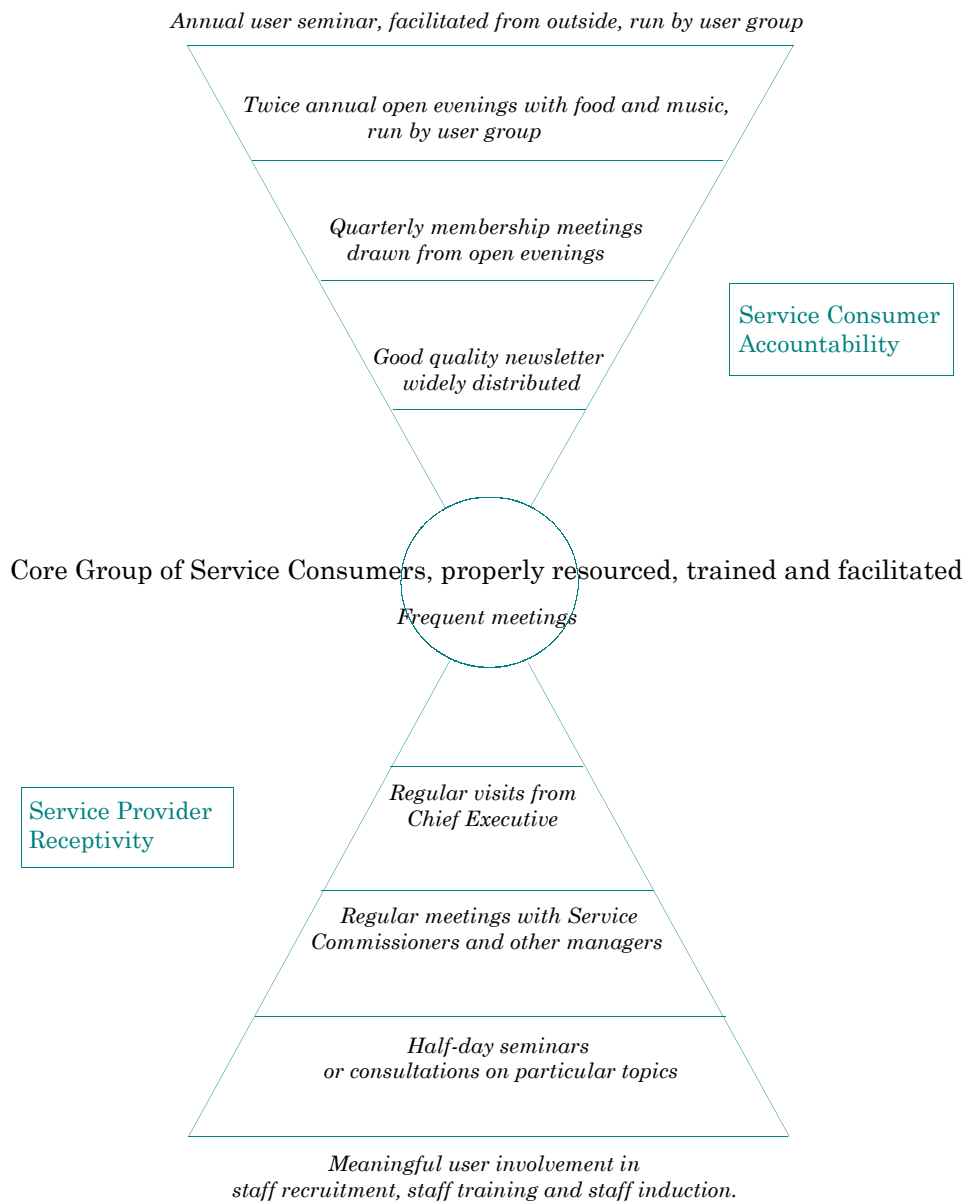 Annual user seminar, facilitated from outside, run by user group
Twice annual open evenings with food and music,
run by user group
Quarterly membership meetings
drawn from open evenings
Service Consumer
Accountability
Good quality newsletter
widely distributed
Core Group of Service Consumers, properly resourced, trained and facilitated
Frequent meetings
Regular visits from
Chief Executive
Service Provider
Receptivity
Regular meetings with Service
Commissioners and other managers
Half-day seminars
or consultations on particular topics
Meaningful user involvement in
staff recruitment, staff training and staff induction.